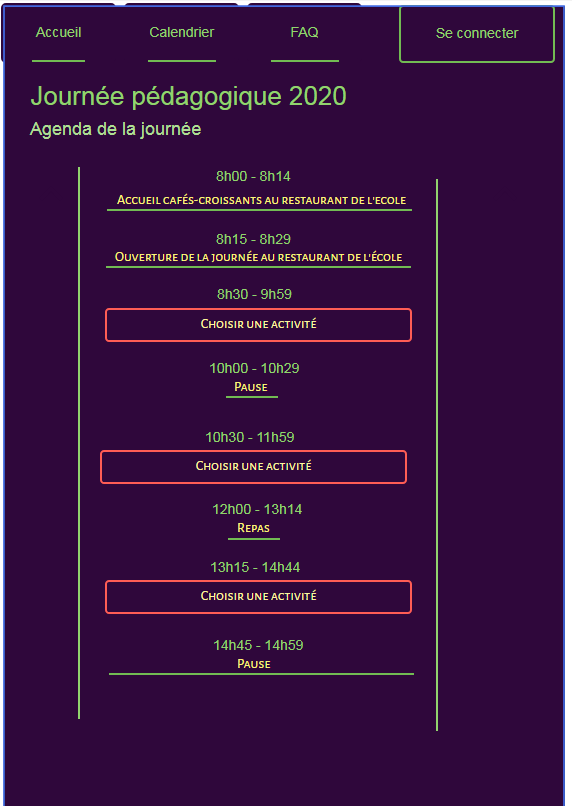 Accueil Calendrier FAQ Se connecter
Journée pédagogique 2020
Agenda de la journée
8h00 - 8h14
Accueil cafés-croissants au restaurant de l'ecole
8h15 - 8h29
Ouverture de la journée au restaurant de l'école
8h30 - 9h59
Choisir une activité
10h00 - 10h29
Pause
10h30 - 11h59
Choisir une activité
12h00 - 13h14
Repas
13h15 - 14h44
Choisir une activité
14h45 - 14h59
Pause